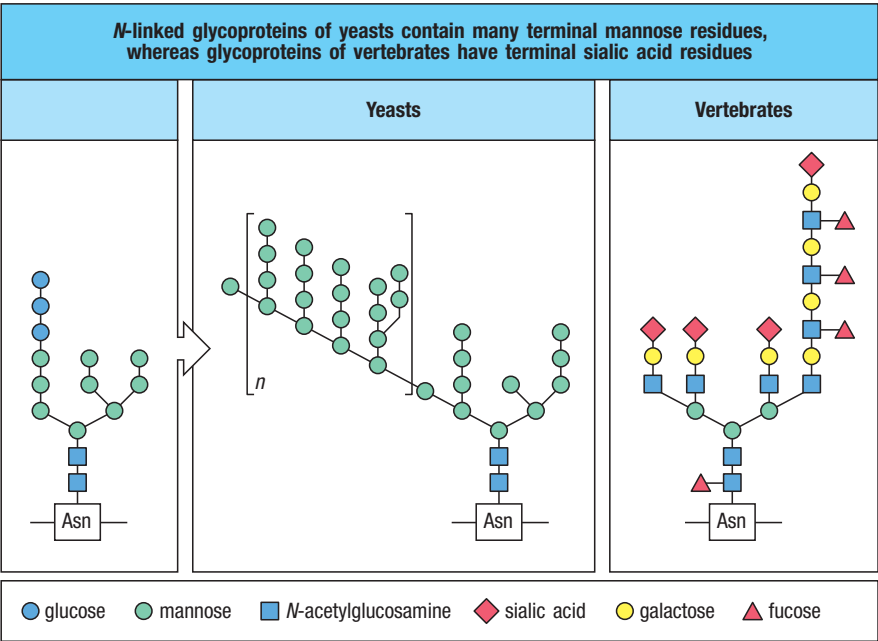 N-linked glycoproteins of yeasts contain many terminal mannose residues,
whereas glycoproteins of vertebrates have terminal sialic acid residues
Yeasts
Vertebrates
n
Asn
Asn
Asn
glucose
mannose
N-acetylglucosamine
sialic acid
galactose
fucose